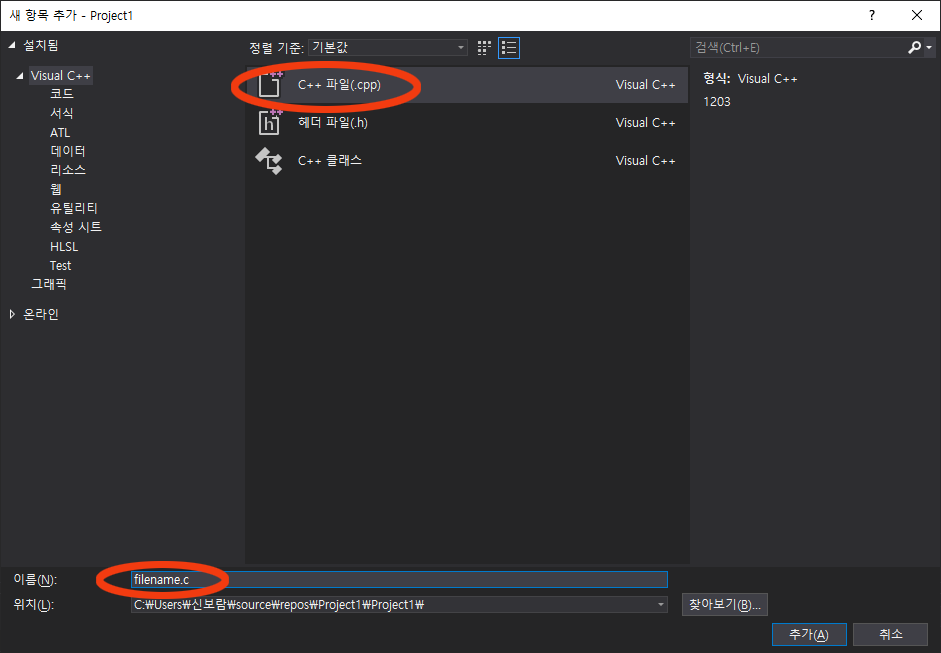 새 항목 추가 - Project1
? ×
설치됨
정렬 기준: 기본값
검색(Ctrl+E)
Visual C++
코드
서식
ATL
데이터
리소스
웹
유틸리티
속성 시트
HLSL
Test
그래픽
온라인
C++ 파일(.cpp) Visual C++
헤더 파일(.h) Visual C++
C++ 클래스 Visual C++
형식: Visual C++
1203
이름(N): filename.c
위치(L): C:₩Users₩신보람₩source₩repos₩Project1₩Project1₩
찾아보기(B)...
추가(A) 취소